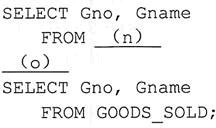 SELECT Gno, Gname
FROM (n)
(o)
SELECT Gno, Gname
FROM GOODS_SOLD;